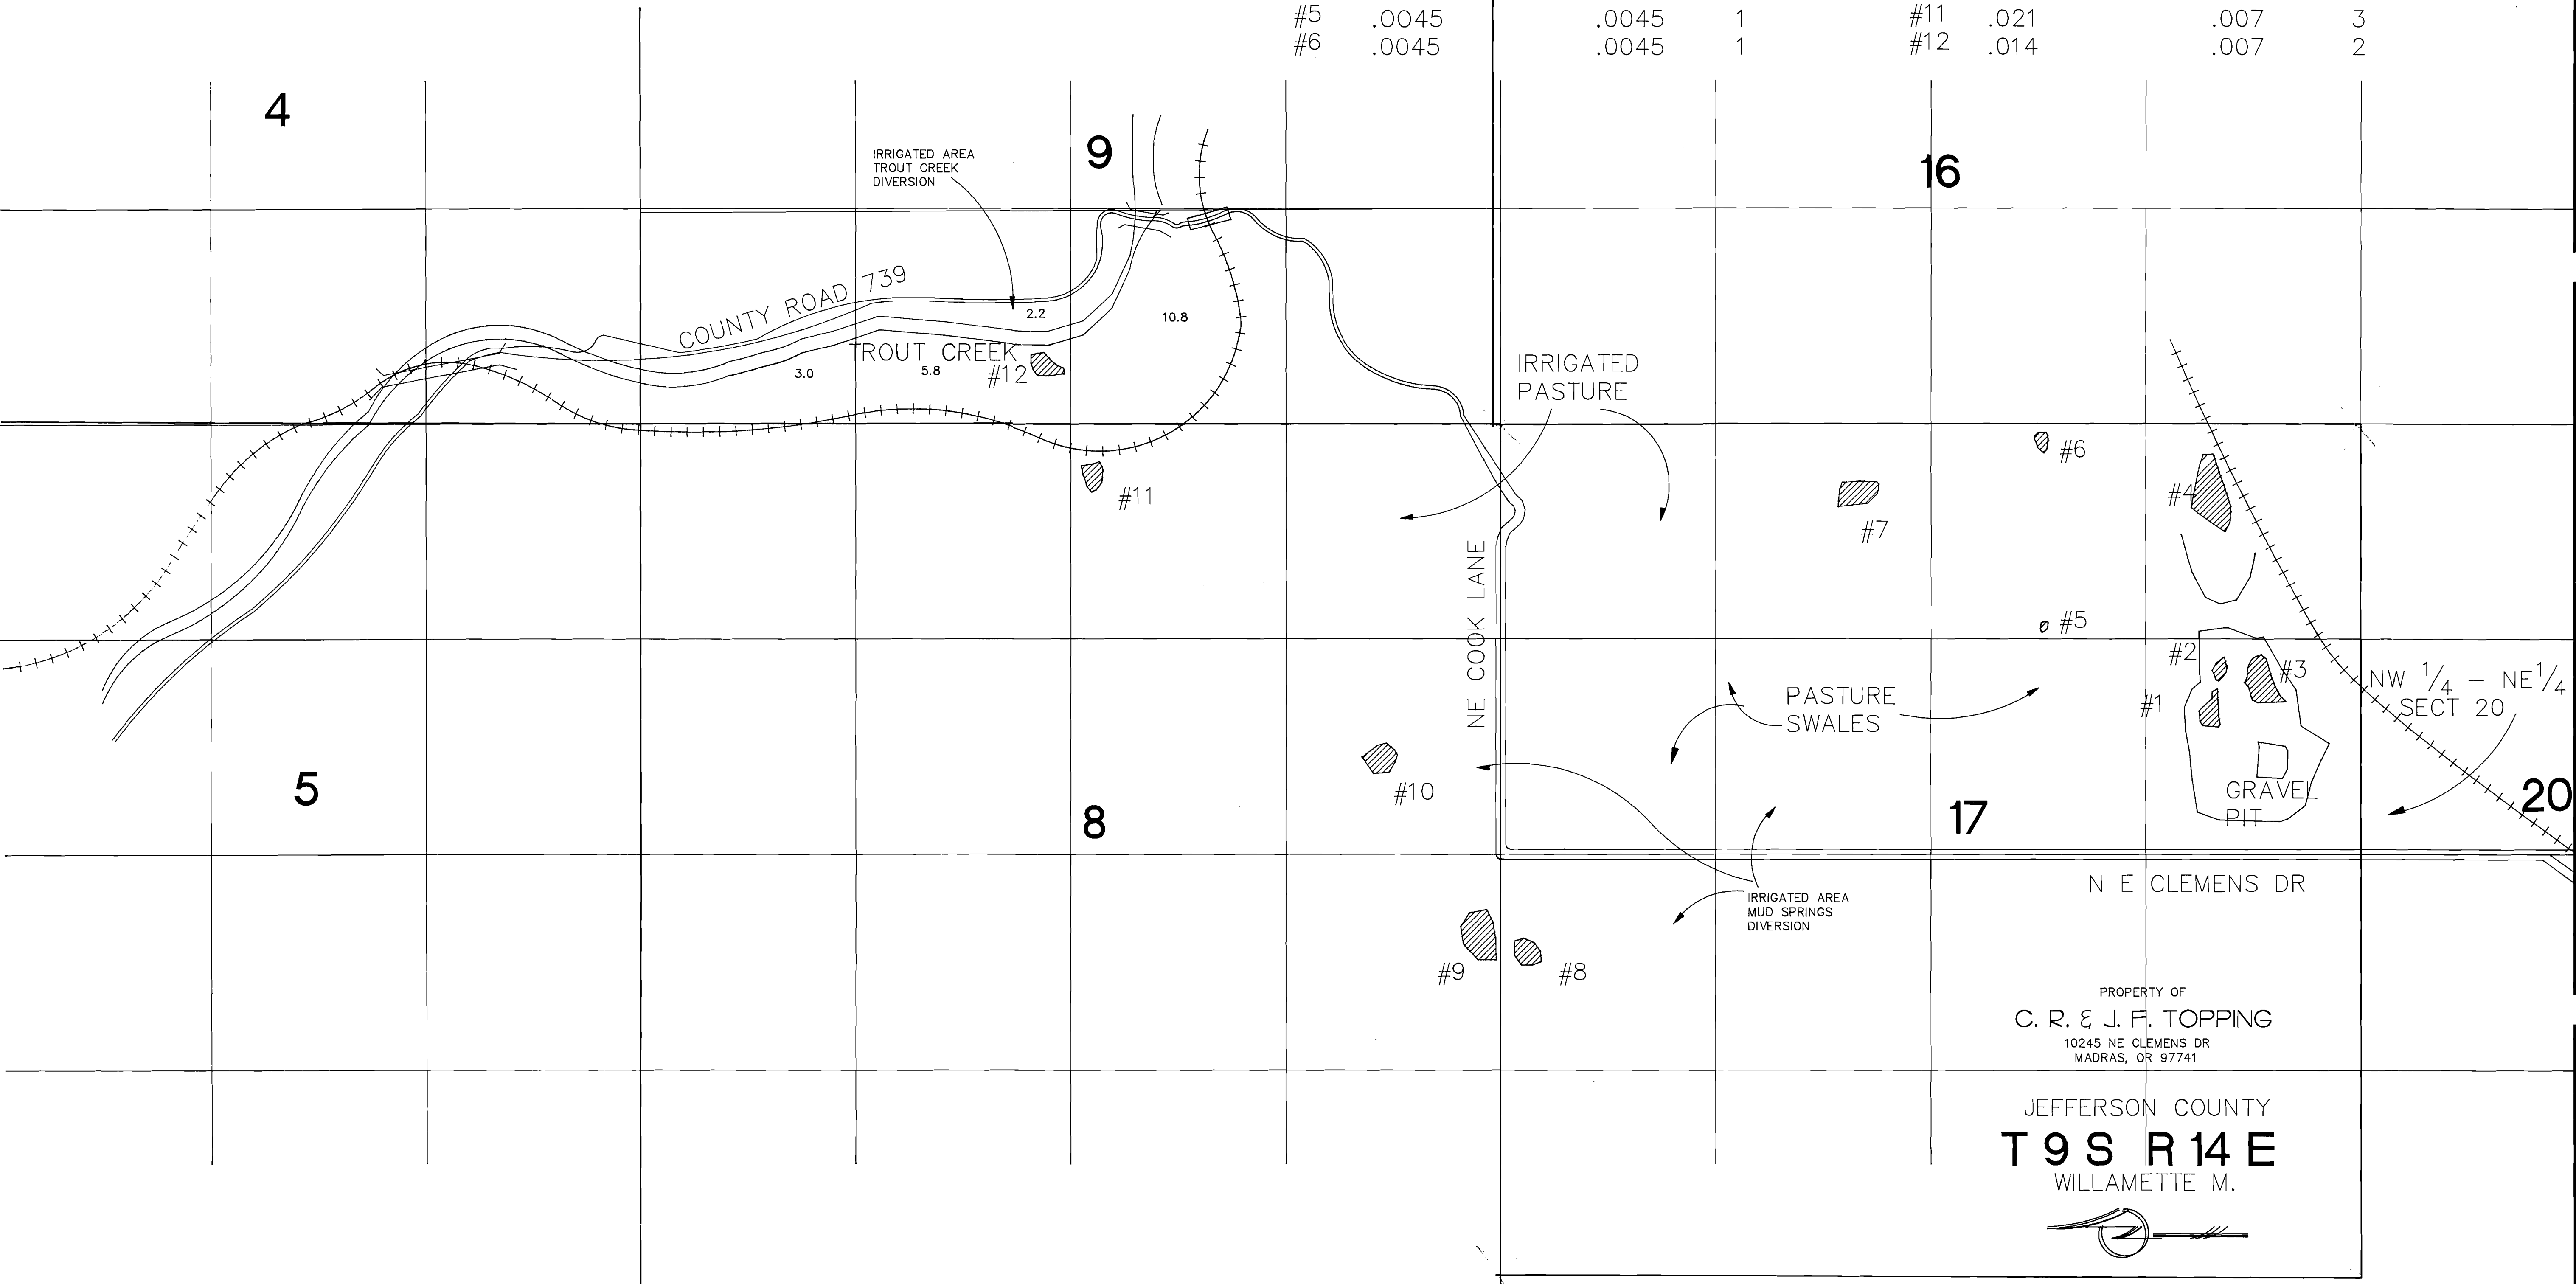 #5 .0045 .0045 1 #11 .021 .007 3
#6 .0045 .0045 1 #12 .014 .007 2
4
9
16
IRRIGATED AREA
TROUT CREEK
DIVERSION
COUNTY ROAD 739
2.2
10.8
TROUT CREEK
3.0
5.8
#12
IRRIGATED
PASTURE
#11
#6
#4
#7
#5
NE COOK LANE
#2
#3
#1
NW 1/4 - NE 1/4
SECT 20
PASTURE
SWALES
#10
5
8
17
GRAVEL
PIT
20
IRRIGATED AREA
MUD SPRINGS
DIVERSION
N E CLEMENS DR
#9
#8
PROPERTY OF
C. R. & J. F. TOPPING
10245 NE CLEMENS DR
MADRAS, OR 97741
JEFFERSON COUNTY
T 9 S R 14 E
WILLAMETTE M.